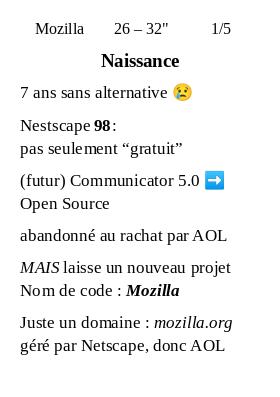 Mozilla 26 – 32" 1/5
Naissance
7 ans sans alternative 😢
Nestscape 98:
pas seulement “gratuit”
(futur) Communicator 5.0 ➡️
Open Source
abandonné au rachat par AOL
MAIS laisse un nouveau projet
Nom de code : Mozilla
Juste un domaine : mozilla.org
géré par Netscape, donc AOL